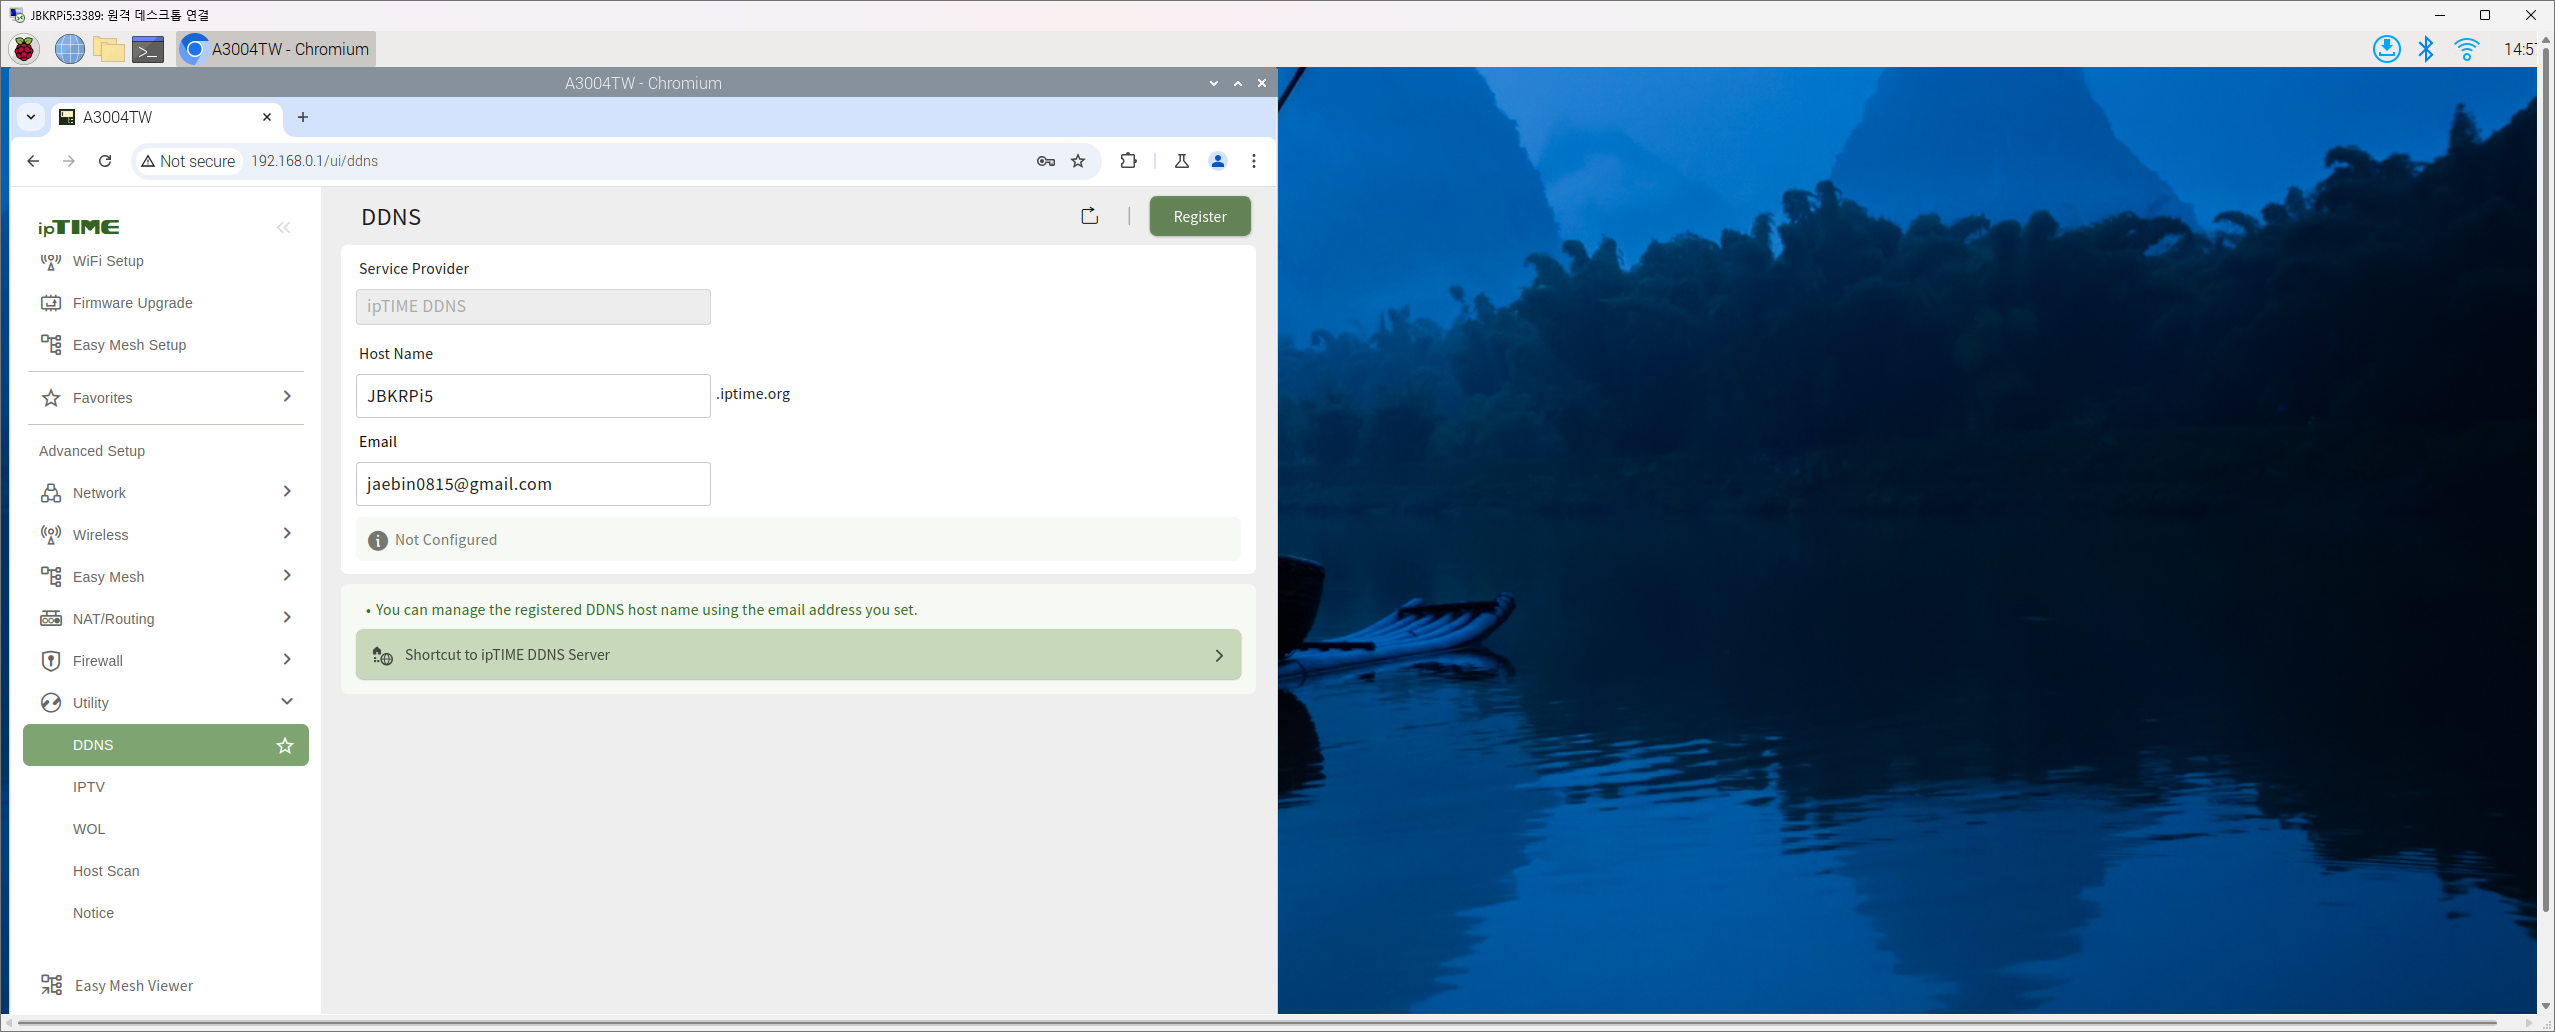 JBKRPi5:3389: 원격 데스크톱 연결
A3004TW - Chromium
A3004TW - Chromium
A3004TW
Not secure 192.168.0.1/ui/ddns
ipTIME
WiFi Setup
Firmware Upgrade
Easy Mesh Setup
Favorites
Advanced Setup
Network
Wireless
Easy Mesh
NAT/Routing
Firewall
Utility
DDNS
IPTV
WOL
Host Scan
Notice
Easy Mesh Viewer
DDNS
Register
Service Provider
ipTIME DDNS
Host Name
JBKRPi5 .iptime.org
Email
jaebin0815@gmail.com
Not Configured
• You can manage the registered DDNS host name using the email address you set.
Shortcut to ipTIME DDNS Server